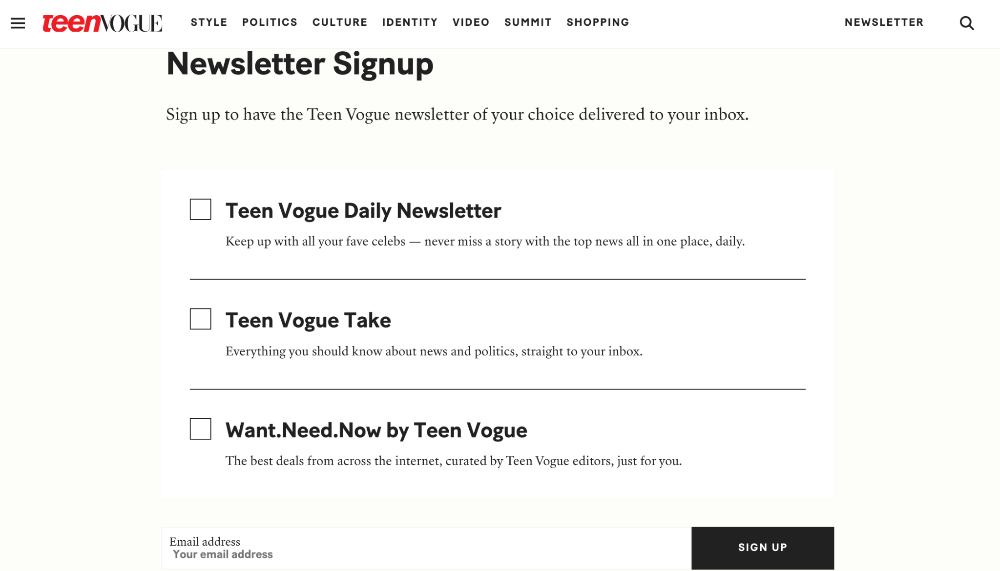 teenVOGUE
STYLE POLITICS CULTURE IDENTITY VIDEO SUMMIT SHOPPING NEWSLETTER
Newsletter Signup
Sign up to have the Teen Vogue newsletter of your choice delivered to your inbox.
Teen Vogue Daily Newsletter
Keep up with all your fave celebs — never miss a story with the top news all in one place, daily.
Teen Vogue Take
Everything you should know about news and politics, straight to your inbox.
Want.Need.Now by Teen Vogue
The best deals from across the internet, curated by Teen Vogue editors, just for you.
Email address
Your email address
SIGN UP